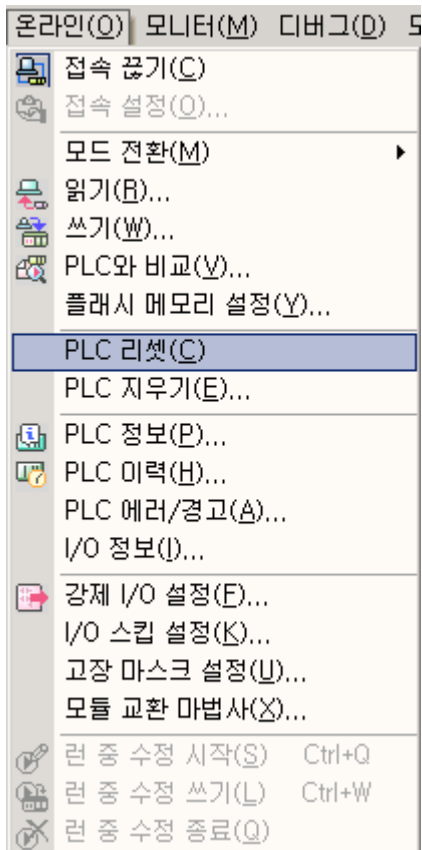 온라인(O) 모니터(M) 디버그(D)
접속 끊기(C)
접속 설정(O)...
모드 전환(M)
읽기(R)...
쓰기(W)...
PLC와 비교(V)...
플래시 메모리 설정(Y)...
PLC 리셋(C)
PLC 지우기(E)...
PLC 정보(P)...
PLC 이력(H)...
PLC 에러/경고(A)...
I/O 정보(I)...
강제 I/O 설정(F)...
I/O 스킵 설정(K)...
고장 마스크 설정(U)...
모듈 교환 마법사(X)...
런 중 수정 시작(S) Ctrl+Q
런 중 수정 쓰기(L) Ctrl+W
런 중 수정 종료(Q)